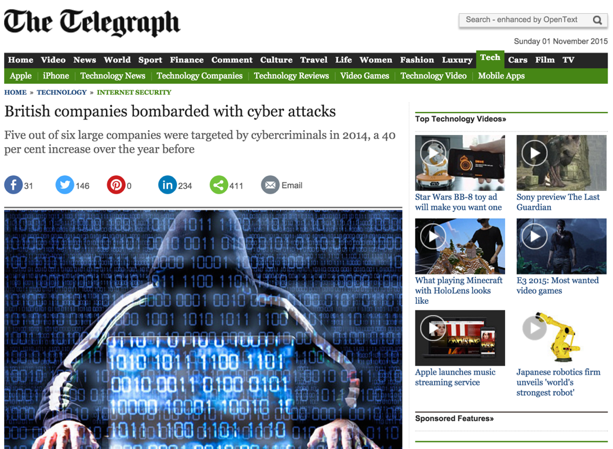 The Telegraph
Search - enhanced by OpenText
Sunday 01 November 2015
Home Video News World Sport Finance Comment Culture Travel Life Women Fashion Luxury Tech Cars Film TV
Apple iPhone Technology News Technology Companies Technology Reviews Video Games Technology Video Mobile Apps
HOME » TECHNOLOGY » INTERNET SECURITY
British companies bombarded with cyber attacks
Five out of six large companies were targeted by cybercriminals in 2014, a 40
per cent increase over the year before
31 146 0 234 411 Email
Top Technology Videos»
Star Wars BB-8 toy ad
will make you want one
Sony preview The Last
Guardian
What playing Minecraft
with HoloLens looks
like
E3 2015: Most wanted
video games
Apple launches music
streaming service
Japanese robotics firm
unveils 'world's
strongest robot'
Sponsored Features»